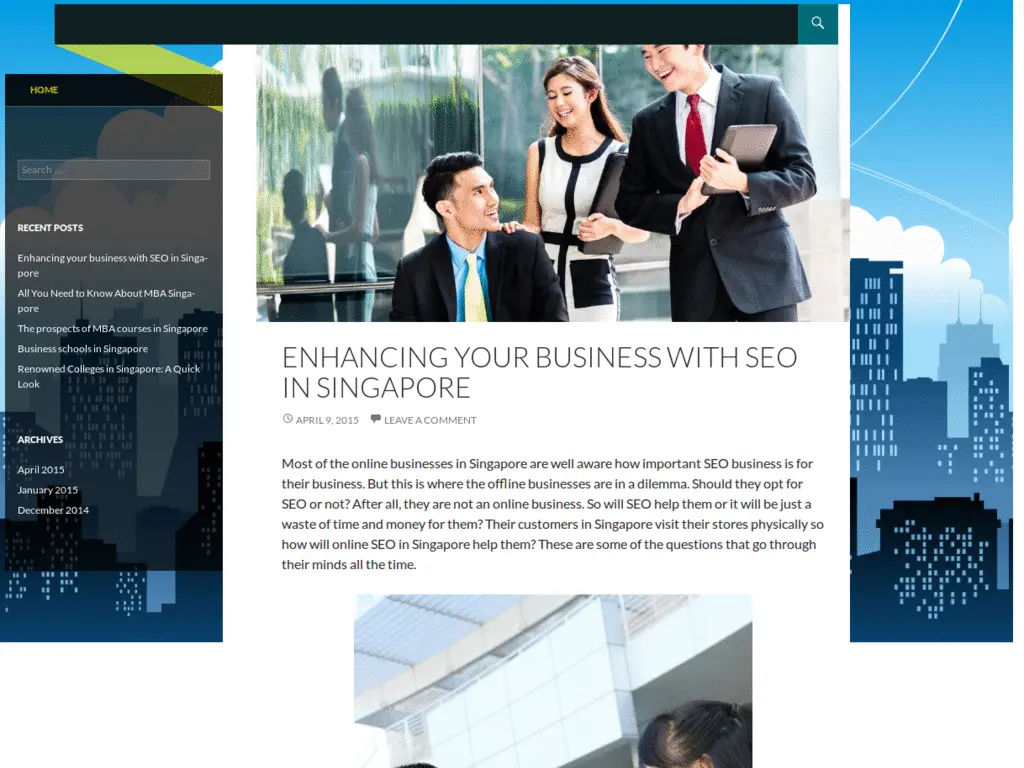 HOME
Search …
RECENT POSTS
Enhancing your business with SEO in Singa-
pore
All You Need to Know About MBA Singa-
pore
The prospects of MBA courses in Singapore
Business schools in Singapore
Renowned Colleges in Singapore: A Quick
Look
ARCHIVES
April 2015
January 2015
December 2014
ENHANCING YOUR BUSINESS WITH SEO
IN SINGAPORE
APRIL 9, 2015 LEAVE A COMMENT
Most of the online businesses in Singapore are well aware how important SEO business is for
their business. But this is where the offline businesses are in a dilemma. Should they opt for
SEO or not? After all, they are not an online business. So will SEO help them or it will be just a
waste of time and money for them? Their customers in Singapore visit their stores physically so
how will online SEO in Singapore help them? These are some of the questions that go through
their minds all the time.